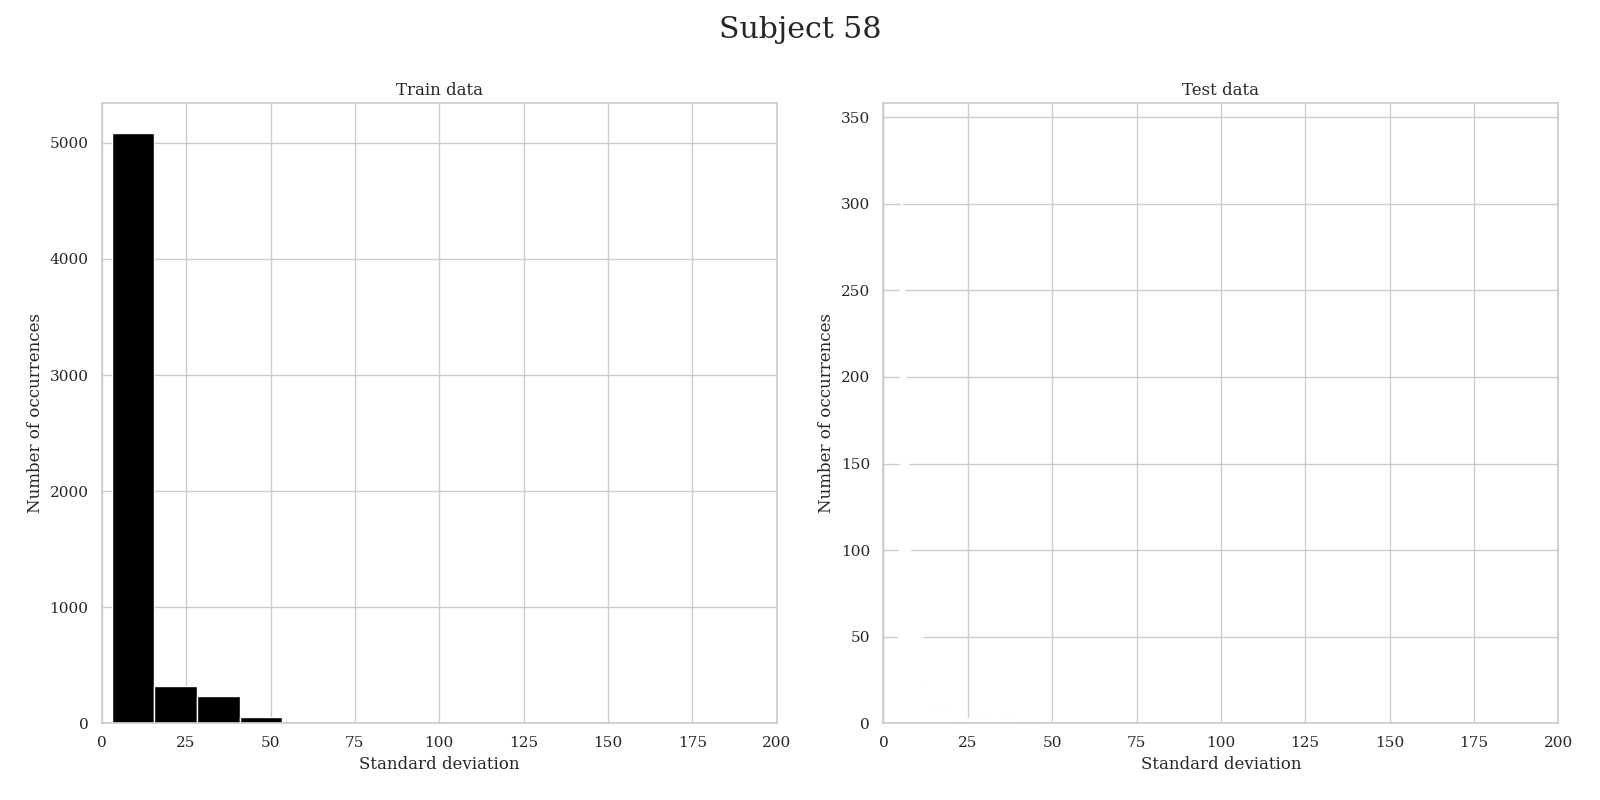 Subject 58
Train data
5000
4000
3000
2000
1000
0
0 25 50 75 100 125 150 175 200
Standard deviation
Number of occurrences
Test data
350
300
250
200
150
100
50
0
0 25 50 75 100 125 150 175 200
Standard deviation
Number of occurrences